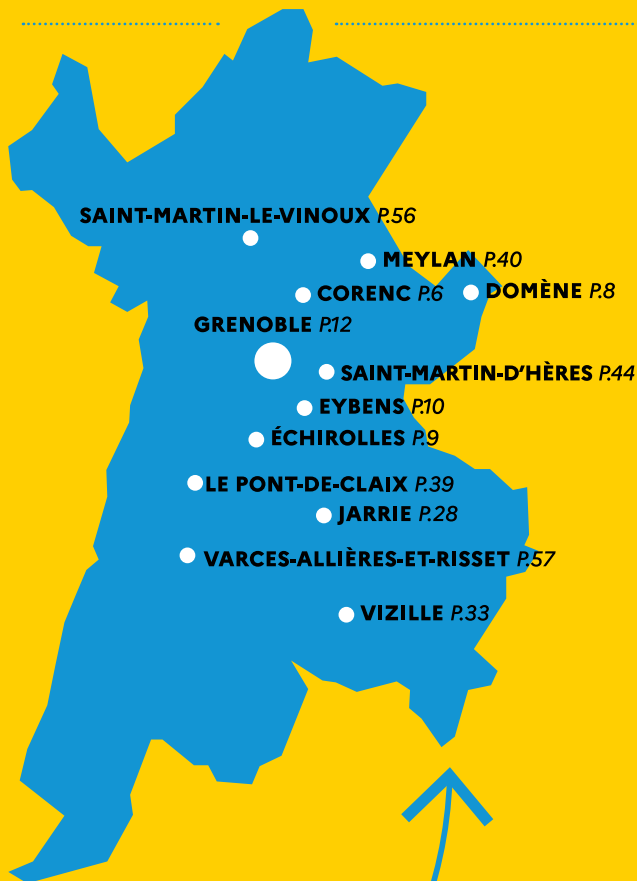 SAINT-MARTIN-LE-VINOUX P.56
MEYLAN P.40
CORENC P.6
DOMÈNE P.8
GRENOBLE P.12
SAINT-MARTIN-D'HÈRES P.44
EYBENS P.10
ÉCHIROLLES P.9
LE PONT-DE-CLAIX P.39
JARRIE P.28
VARCES-ALLIÈRES-ET-RISSET P.57
VIZILLE P.33